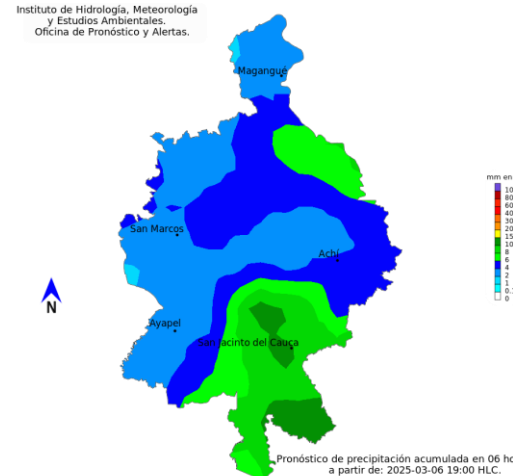 Instituto de Hidrología, Meteorología
y Estudios Ambientales.
Oficina de Pronóstico y Alertas.
Magangué
San Marcos
Achí
Ayapel
San Jacinto del Cauca
N
mm en
10
80
60
40
30
20
15
10
8
6
4
2
1
0.
0
Pronóstico de precipitación acumulada en 06 ho
a partir de: 2025-03-06 19:00 HLC.